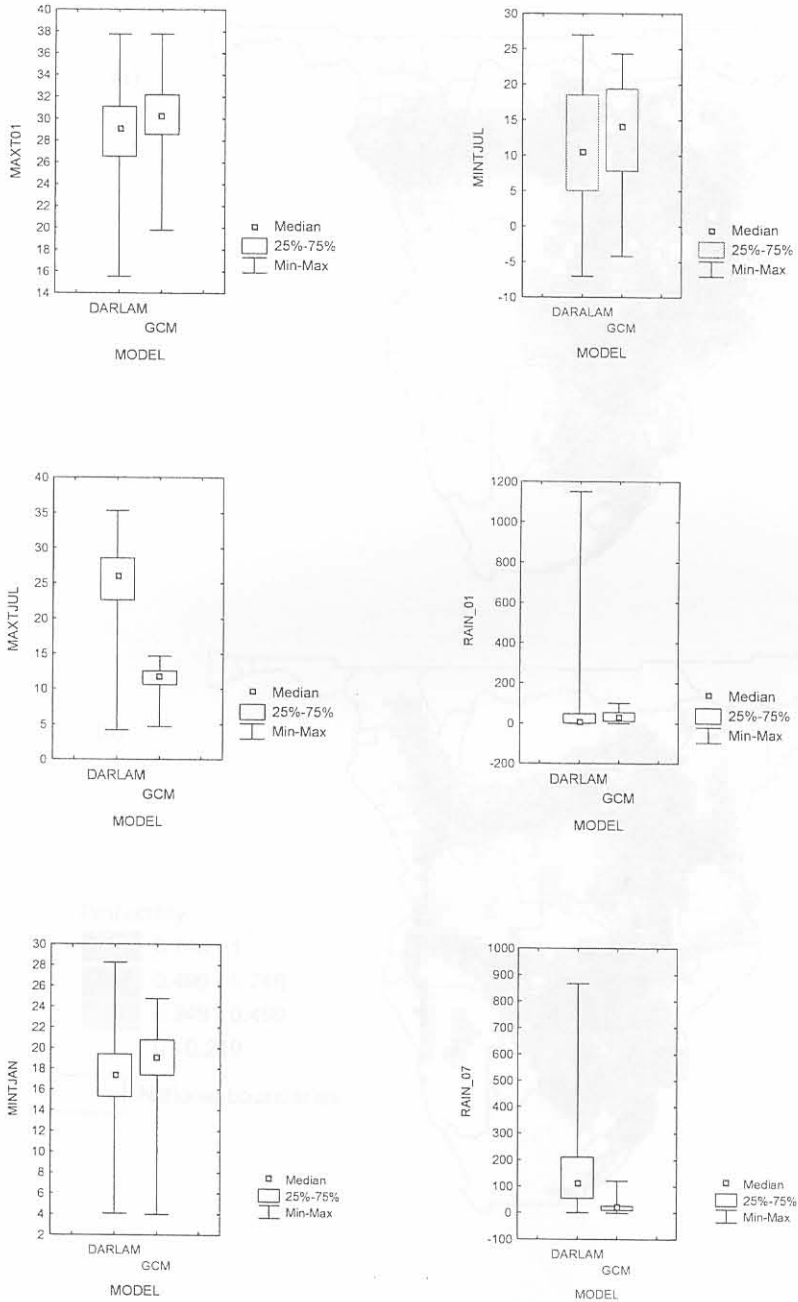 40
38
36
34
32
30
28
26
24
22
20
18
16
14
MAXT01
DARLAM
GCM
MODEL
Median
25%-75%
Min-Max
30
25
20
15
10
5
0
-5
-10
MINTJUL
DARALAM
GCM
MODEL
Median
25%-75%
Min-Max
40
35
30
25
20
15
10
5
0
MAXTJUL
DARLAM
GCM
MODEL
Median
25%-75%
Min-Max
1200
1000
800
600
400
200
0
-200
RAIN_01
DARLAM
GCM
MODEL
Median
25%-75%
Min-Max
30
28
26
24
22
20
18
16
14
12
10
8
6
4
2
MINTJAN
DARLAM
GCM
MODEL
Median
25%-75%
Min-Max
1000
900
800
700
600
500
400
300
200
100
0
-100
RAIN_07
DARLAM
GCM
MODEL
Median
25%-75%
Min-Max